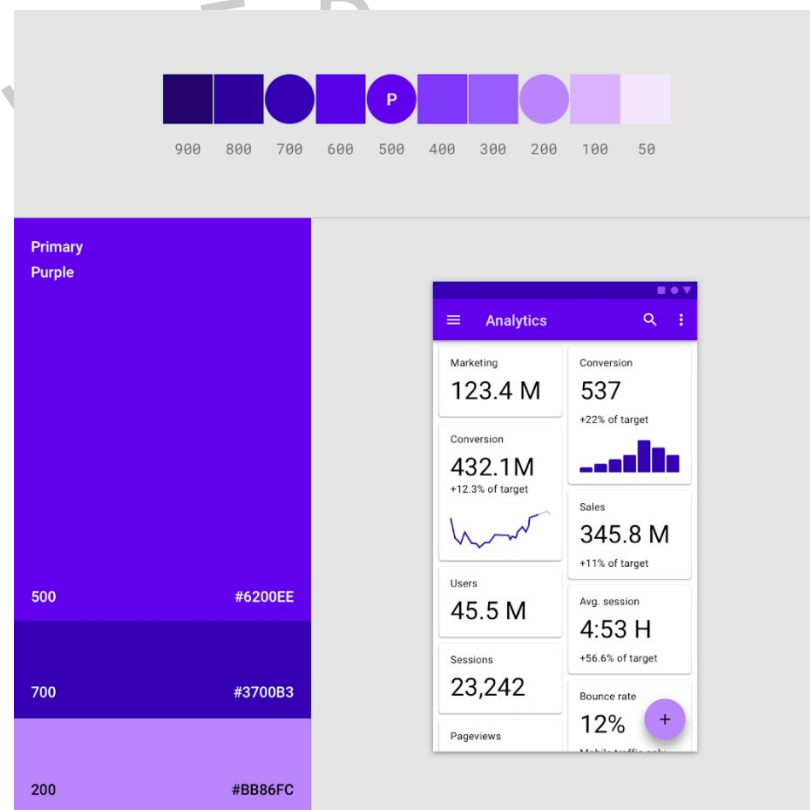 P
900 800 700 600 500 400 300 200 100 50
Primary
Purple
500 #6200EE
700 #3700B3
200 #BB86FC
Analytics
Marketing
123.4 M
Conversion
432.1M
+12.3% of target
Users
45.5 M
Sessions
23,242
Pageviews
Conversion
537
+22% of target
Sales
345.8 M
+11% of target
Avg. session
4:53 H
+56.6% of target
Bounce rate
12%
+